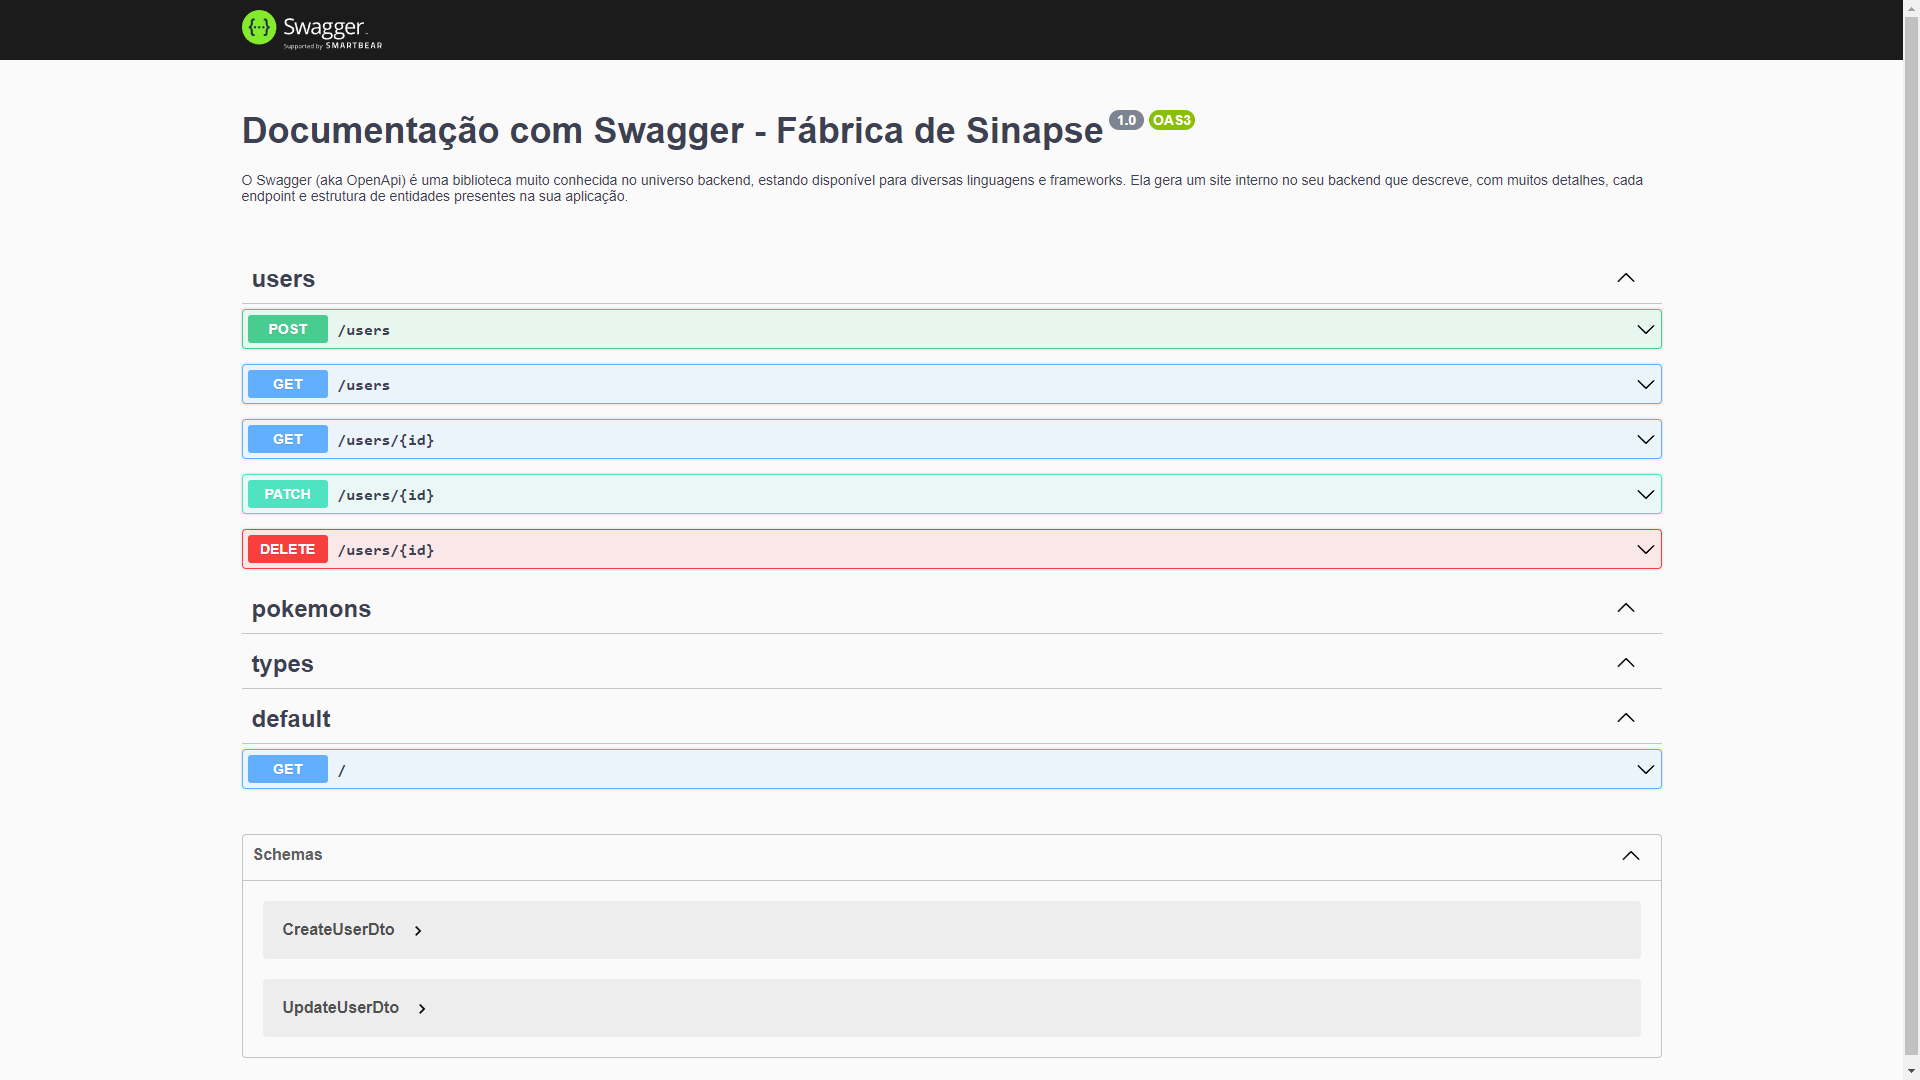 Swagger
Supported by SMARTBEAR
Documentação com Swagger - Fábrica de Sinapse 1.0 OAS3
O Swagger (aka OpenApi) é uma biblioteca muito conhecida no universo backend, estando disponível para diversas linguagens e frameworks. Ela gera um site interno no seu backend que descreve, com muitos detalhes, cada
endpoint e estrutura de entidades presentes na sua aplicação.
users
POST /users
GET /users
GET /users/{id}
PATCH /users/{id}
DELETE /users/{id}
pokemons
types
default
GET /
Schemas
CreateUserDto
UpdateUserDto